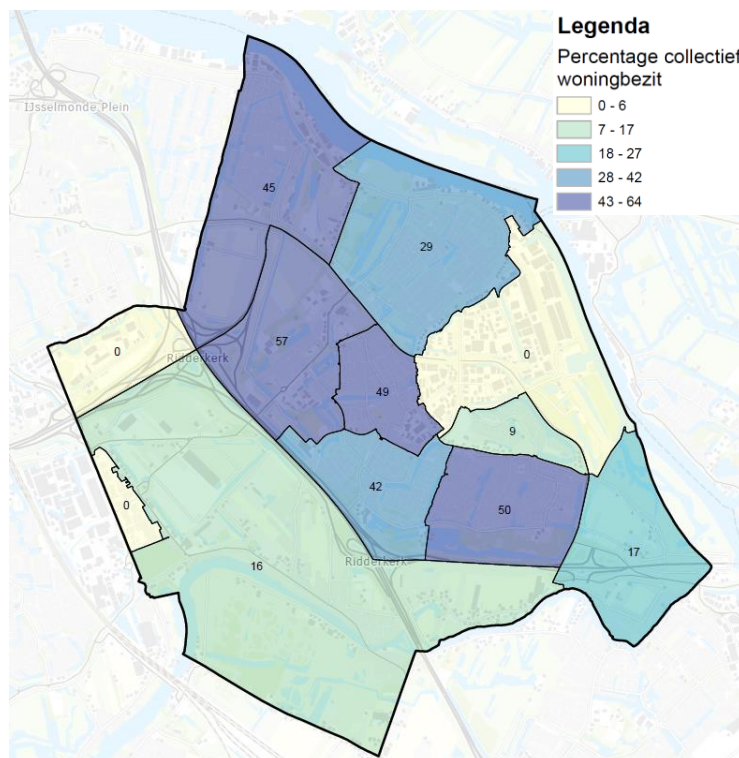 Legenda
Percentage collectief
woningbezit
0 - 6
7 - 17
18 - 27
28 - 42
43 - 64
IJsselmonde Plein
45
29
57
0
Ridderkerk
0
49
9
42
50
0
17
Ridderkerk
16